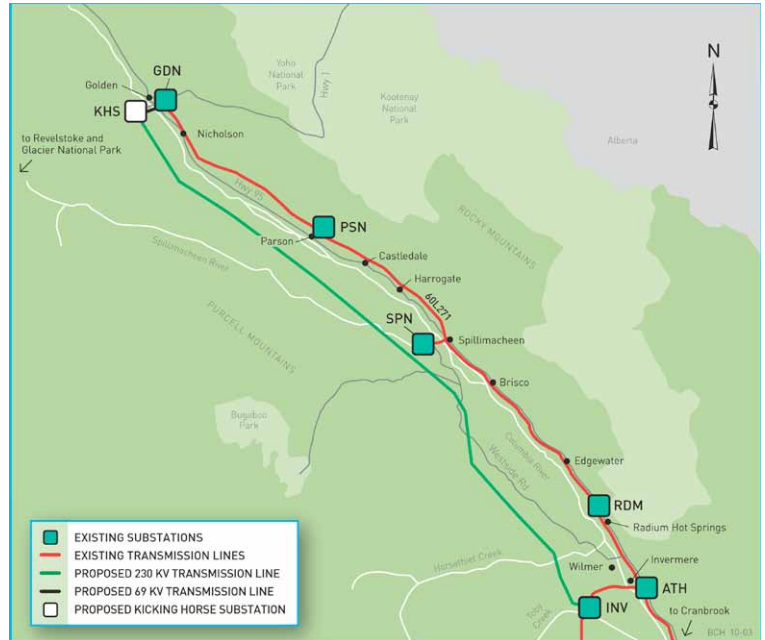 N
Yoho
National
Park
Hwy 1
Kootenay
National
Park
Alberta
GDN
Golden
KHS
Nicholson
to Revelstoke and
Glacier National Park
Hwy 95
PSN
Parson
Castledale
ROCKY MOUNTAINS
Spillimacheen River
Harrogate
60L271
SPN
Spillimacheen
PURCELL MOUNTAINS
Brisco
Bugaboo
Park
Columbia River
Westside Rd
Edgewater
RDM
Radium Hot Springs
Horsethief Creek
Wilmer
Invermere
ATH
INV
Toby
Creek
to Cranbrook
BCH 10-03
EXISTING SUBSTATIONS
EXISTING TRANSMISSION LINES
PROPOSED 230 KV TRANSMISSION LINE
PROPOSED 69 KV TRANSMISSION LINE
PROPOSED KICKING HORSE SUBSTATION